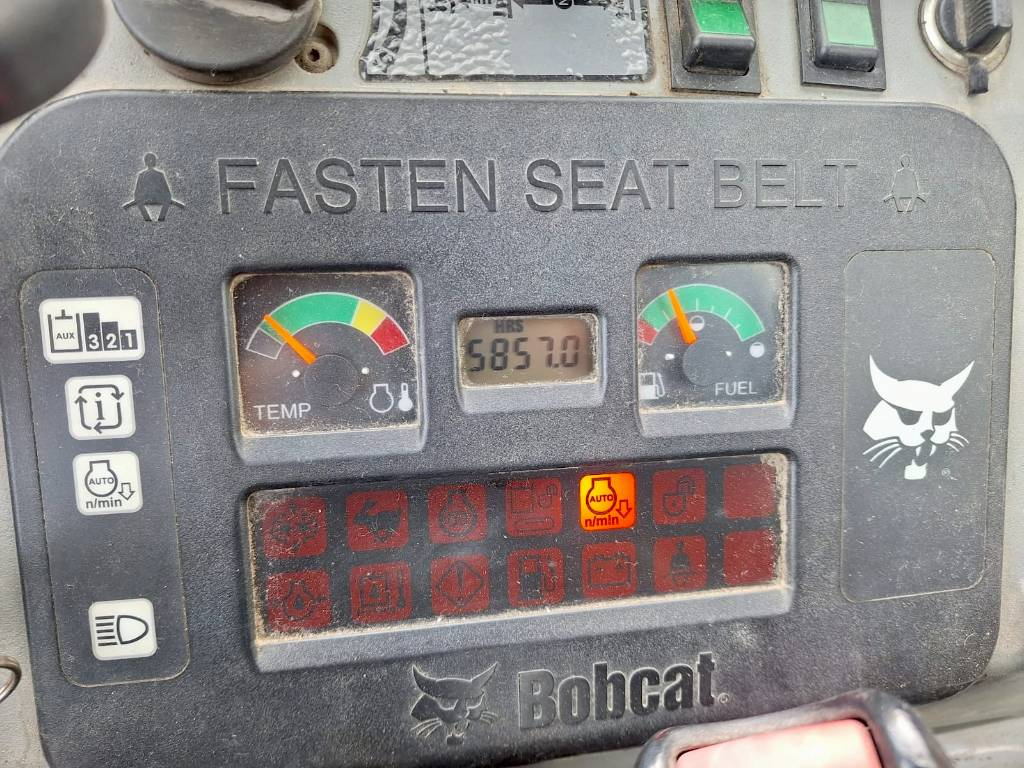 FASTEN SEAT BELT
AUX 3 2 1
HRS
5857.0
TEMP
FUEL
i
AUTO
n/min
AUTO
n/min
Bobcat